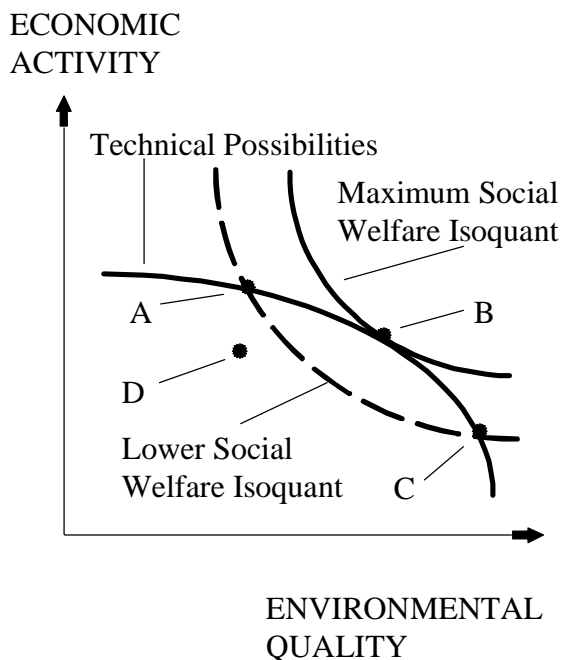 ECONOMIC
ACTIVITY
Technical Possibilities
Maximum Social
Welfare Isoquant
A
B
D
Lower Social
Welfare Isoquant
C
ENVIRONMENTAL
QUALITY